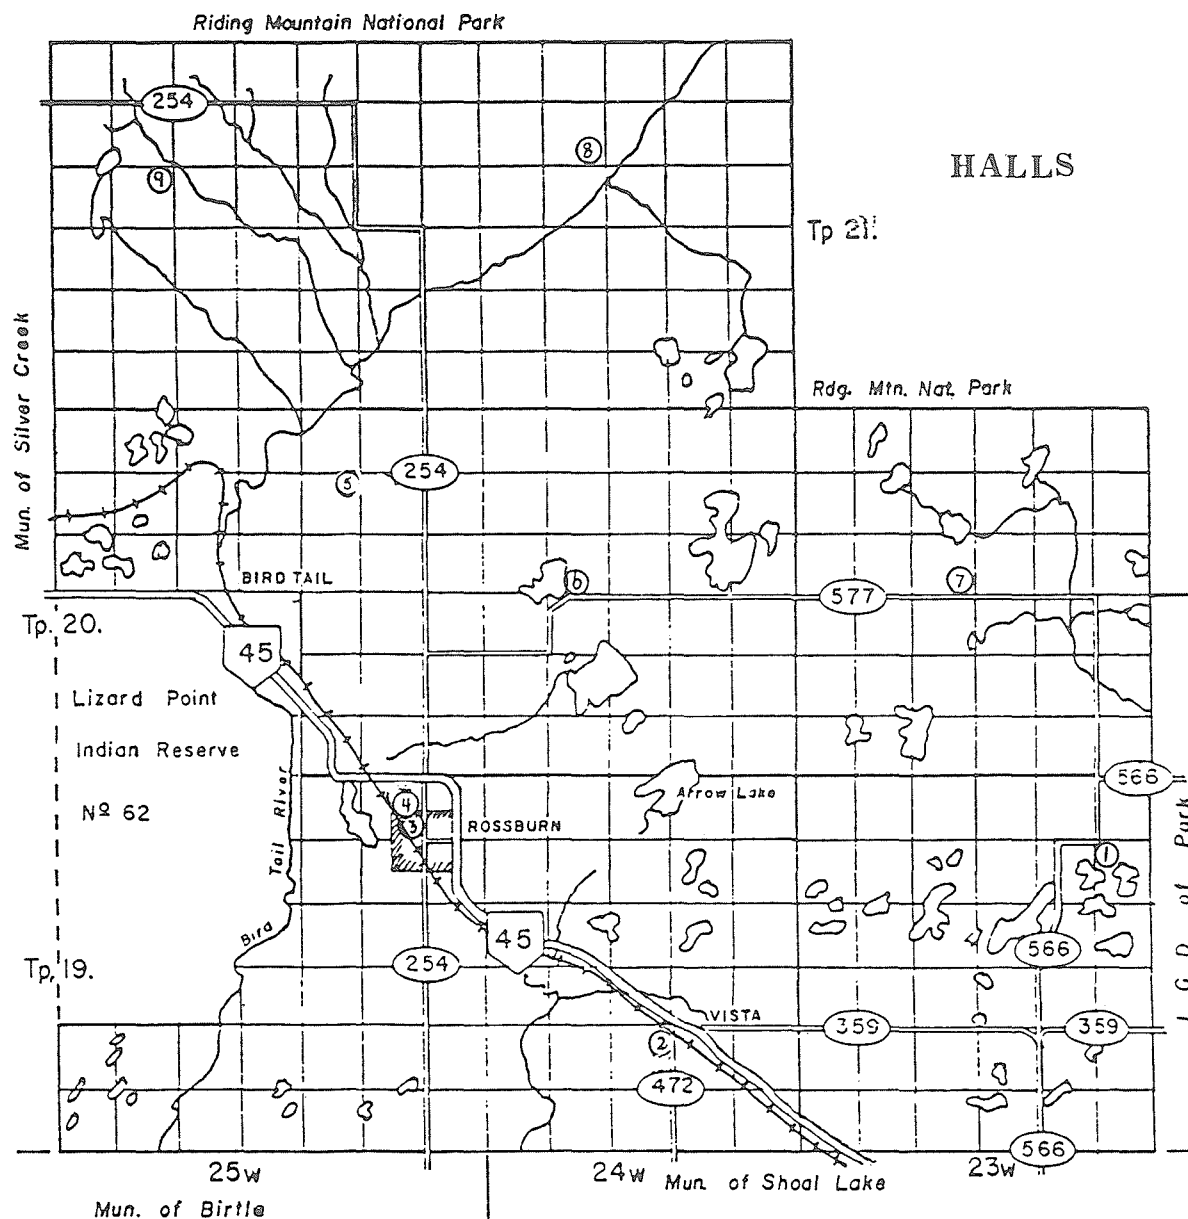 Riding Mountain National Park
254
8
HALLS
9
Tp 21.
Mun. of Silver Creek
Rdg. Mtn. Nat. Park
254
5
BIRD TAIL
6
577
7
Tp. 20.
45
Lizard Point
Indian Reserve
Nº 62
Tail River
Bird
566
Arrow Lake
4
3
ROSSBURN
1
of Park
45
566
254
Tp. 19.
VISTA
359
359
2
472
566
25W
24W
23W
Mun. of Shoal Lake
Mun. of Birtle